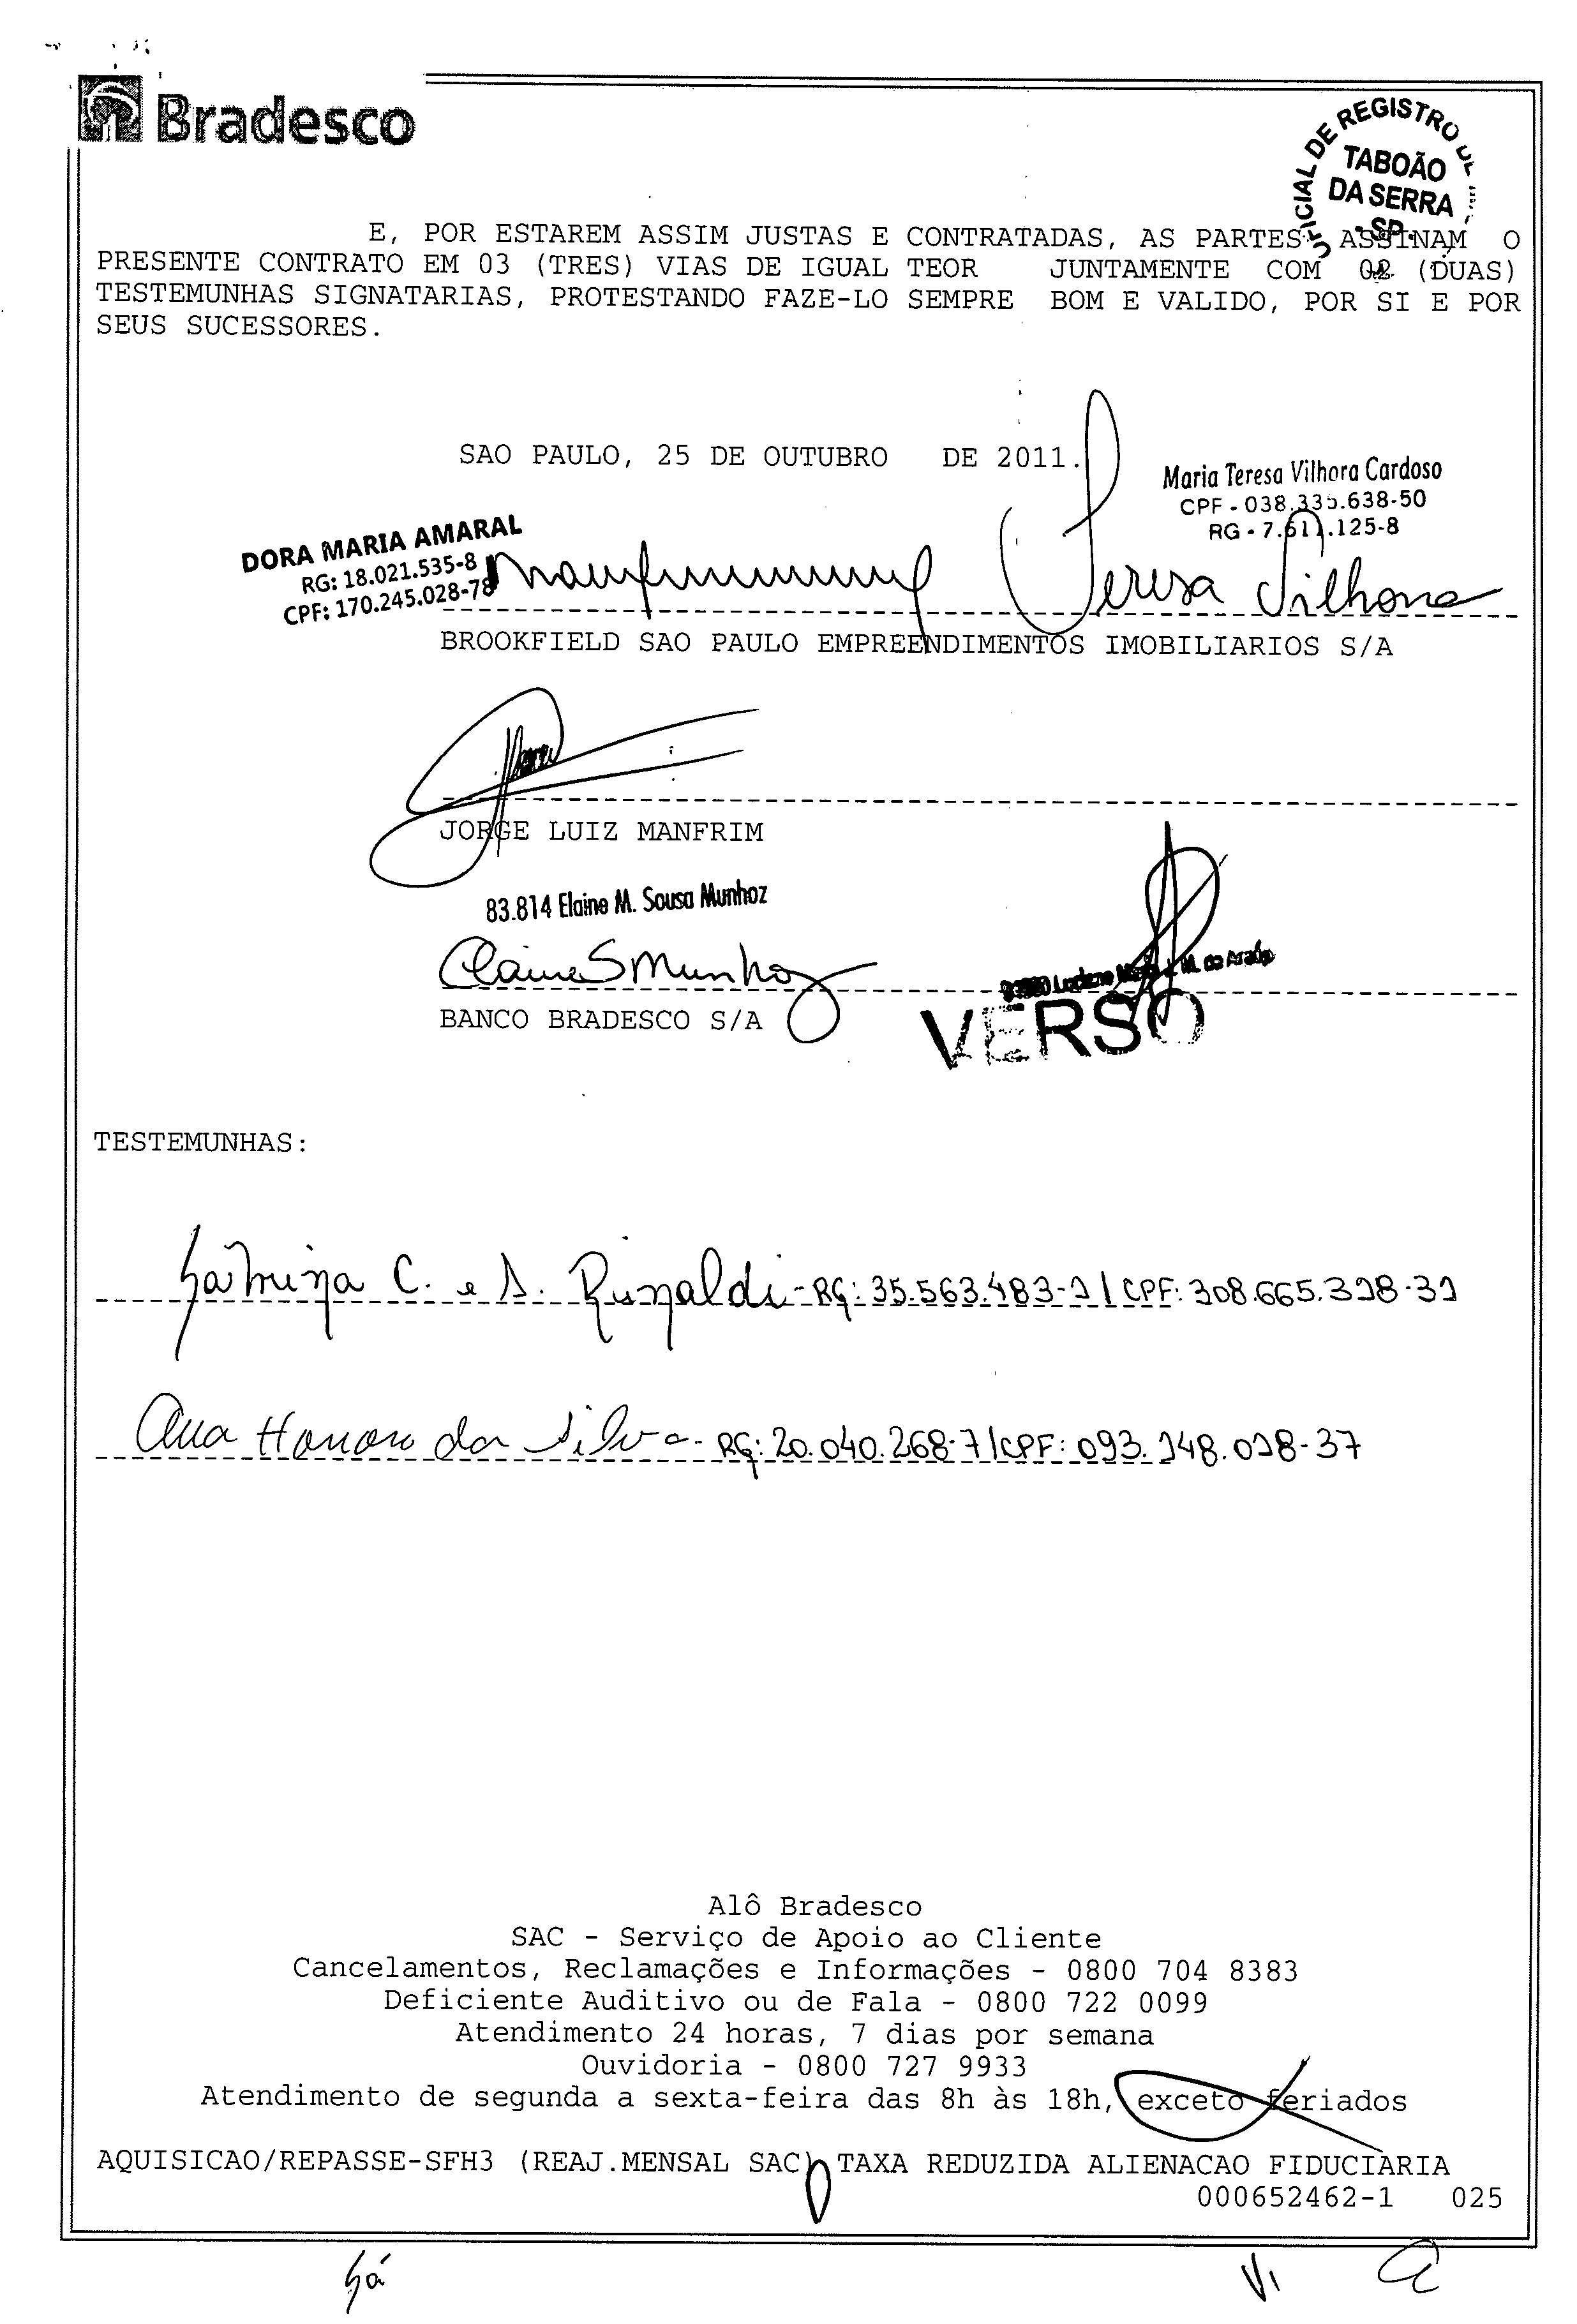 Bradesco
OFICIAL DE REGISTRO DE
TABOÃO
DA SERRA
- SP -
E, POR ESTAREM ASSIM JUSTAS E CONTRATADAS, AS PARTES, ASSINAM O
PRESENTE CONTRATO EM 03 (TRES) VIAS DE IGUAL TEOR JUNTAMENTE COM 02 (DUAS)
TESTEMUNHAS SIGNATARIAS, PROTESTANDO FAZE-LO SEMPRE BOM E VALIDO, POR SI E POR
SEUS SUCESSORES.
SAO PAULO, 25 DE OUTUBRO DE 2011.
Maria Teresa Vilhora Cardoso
CPF - 038.335.638-50
RG - 7.611.125-8
DORA MARIA AMARAL
RG: 18.021.535-8
CPF: 170.245.028-78
Teresa Vilhora
BROOKFIELD SAO PAULO EMPREENDIMENTOS IMOBILIARIOS S/A
JORGE LUIZ MANFRIM
83.814 Elaine M. Sousa Munhoz
Elaine S Munhoz
M. de Araújo
BANCO BRADESCO S/A
VERSO
TESTEMUNHAS:
C. e S. Rinaldi - RG: 35.563.483-1 / CPF: 308.665.318-31
Ana Honoro da Silva - RG: 20.040.268-7 / CPF: 093.148.018-37
Alô Bradesco
SAC - Serviço de Apoio ao Cliente
Cancelamentos, Reclamações e Informações - 0800 704 8383
Deficiente Auditivo ou de Fala - 0800 722 0099
Atendimento 24 horas, 7 dias por semana
Ouvidoria - 0800 727 9933
Atendimento de segunda a sexta-feira das 8h às 18h, exceto feriados
AQUISICAO/REPASSE-SFH3 (REAJ.MENSAL SAC) TAXA REDUZIDA ALIENACAO FIDUCIARIA
000652462-1 025